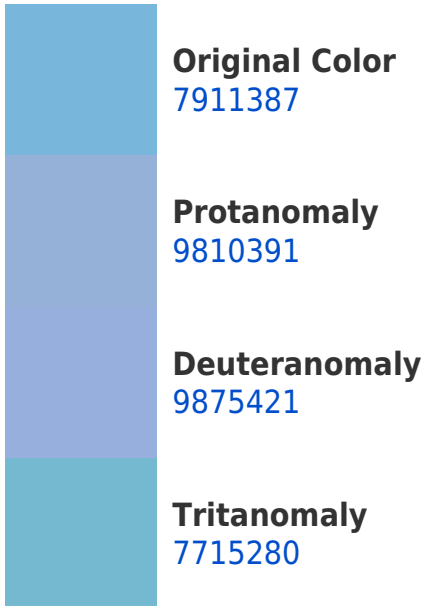 Original Color
7911387
Protanomaly
9810391
Deuteranomaly
9875421
Tritanomaly
7715280